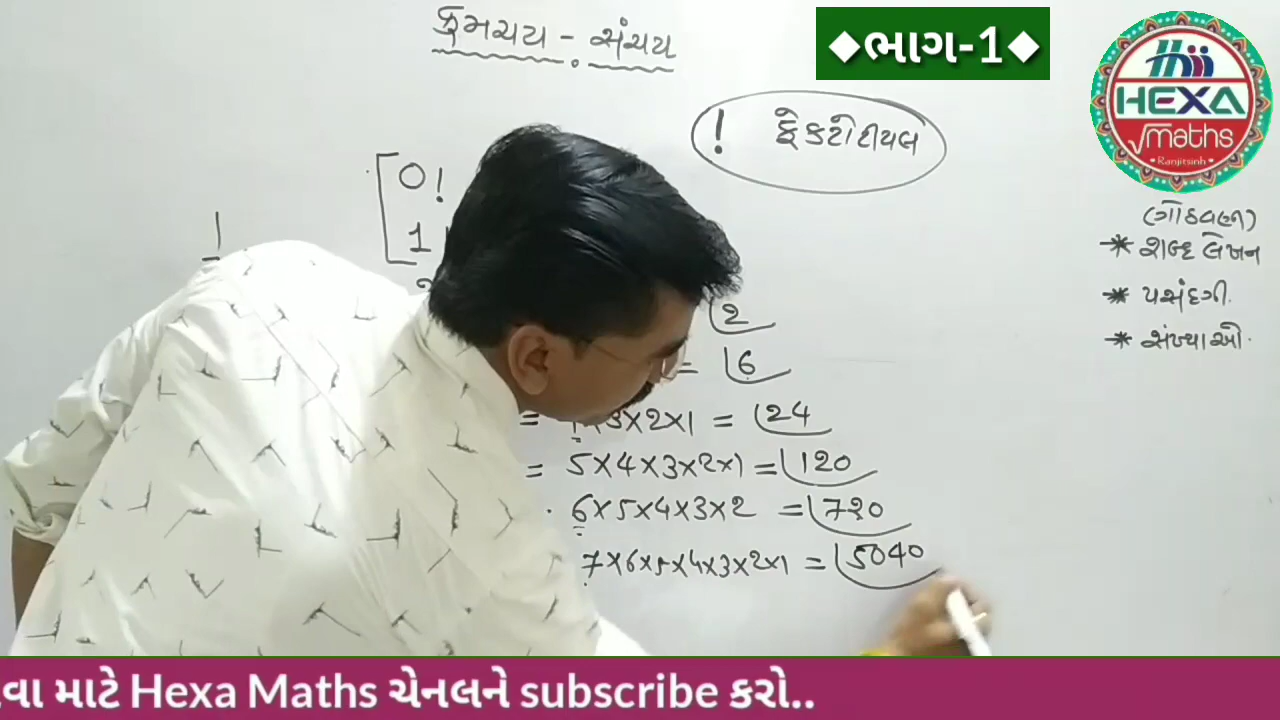 ક્રમચય - સંચય
◆ભાગ-1◆
! ફેક્ટોરીયલ
HEXA
maths
Ranjitsinh
(ગોઠવણ)
* શબ્દ લેખન
* પસંદગી.
* સંખ્યાઓ.
0!
1
2
= 6
= 4×3×2×1 = 24
= 5×4×3×2×1 = 120
6×5×4×3×2 = 720
7×6×5×4×3×2×1 = 5040
માટે Hexa Maths ચેનલને subscribe કરો..